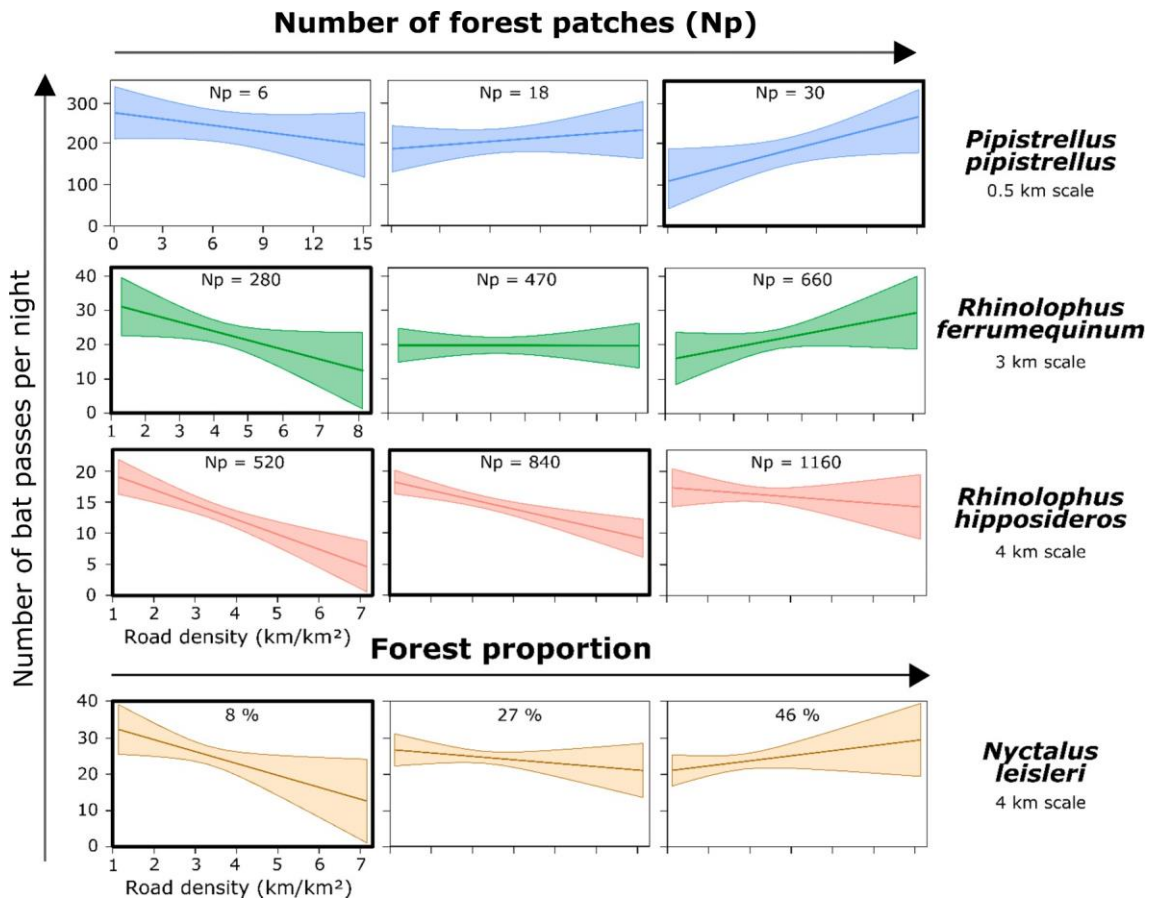 Number of forest patches (Np)
Number of bat passes per night
Np = 6
Np = 18
Np = 30
300
200
100
0
0 3 6 9 12 15
Pipistrellus
pipistrellus
0.5 km scale
Np = 280
Np = 470
Np = 660
40
30
20
10
0
1 2 3 4 5 6 7 8
Rhinolophus
ferrumequinum
3 km scale
Np = 520
Np = 840
Np = 1160
20
15
10
5
0
1 2 3 4 5 6 7
Road density (km/km²)
Rhinolophus
hipposideros
4 km scale
Forest proportion
8 %
27 %
46 %
40
30
20
10
0
1 2 3 4 5 6 7
Road density (km/km²)
Nyctalus
leisleri
4 km scale